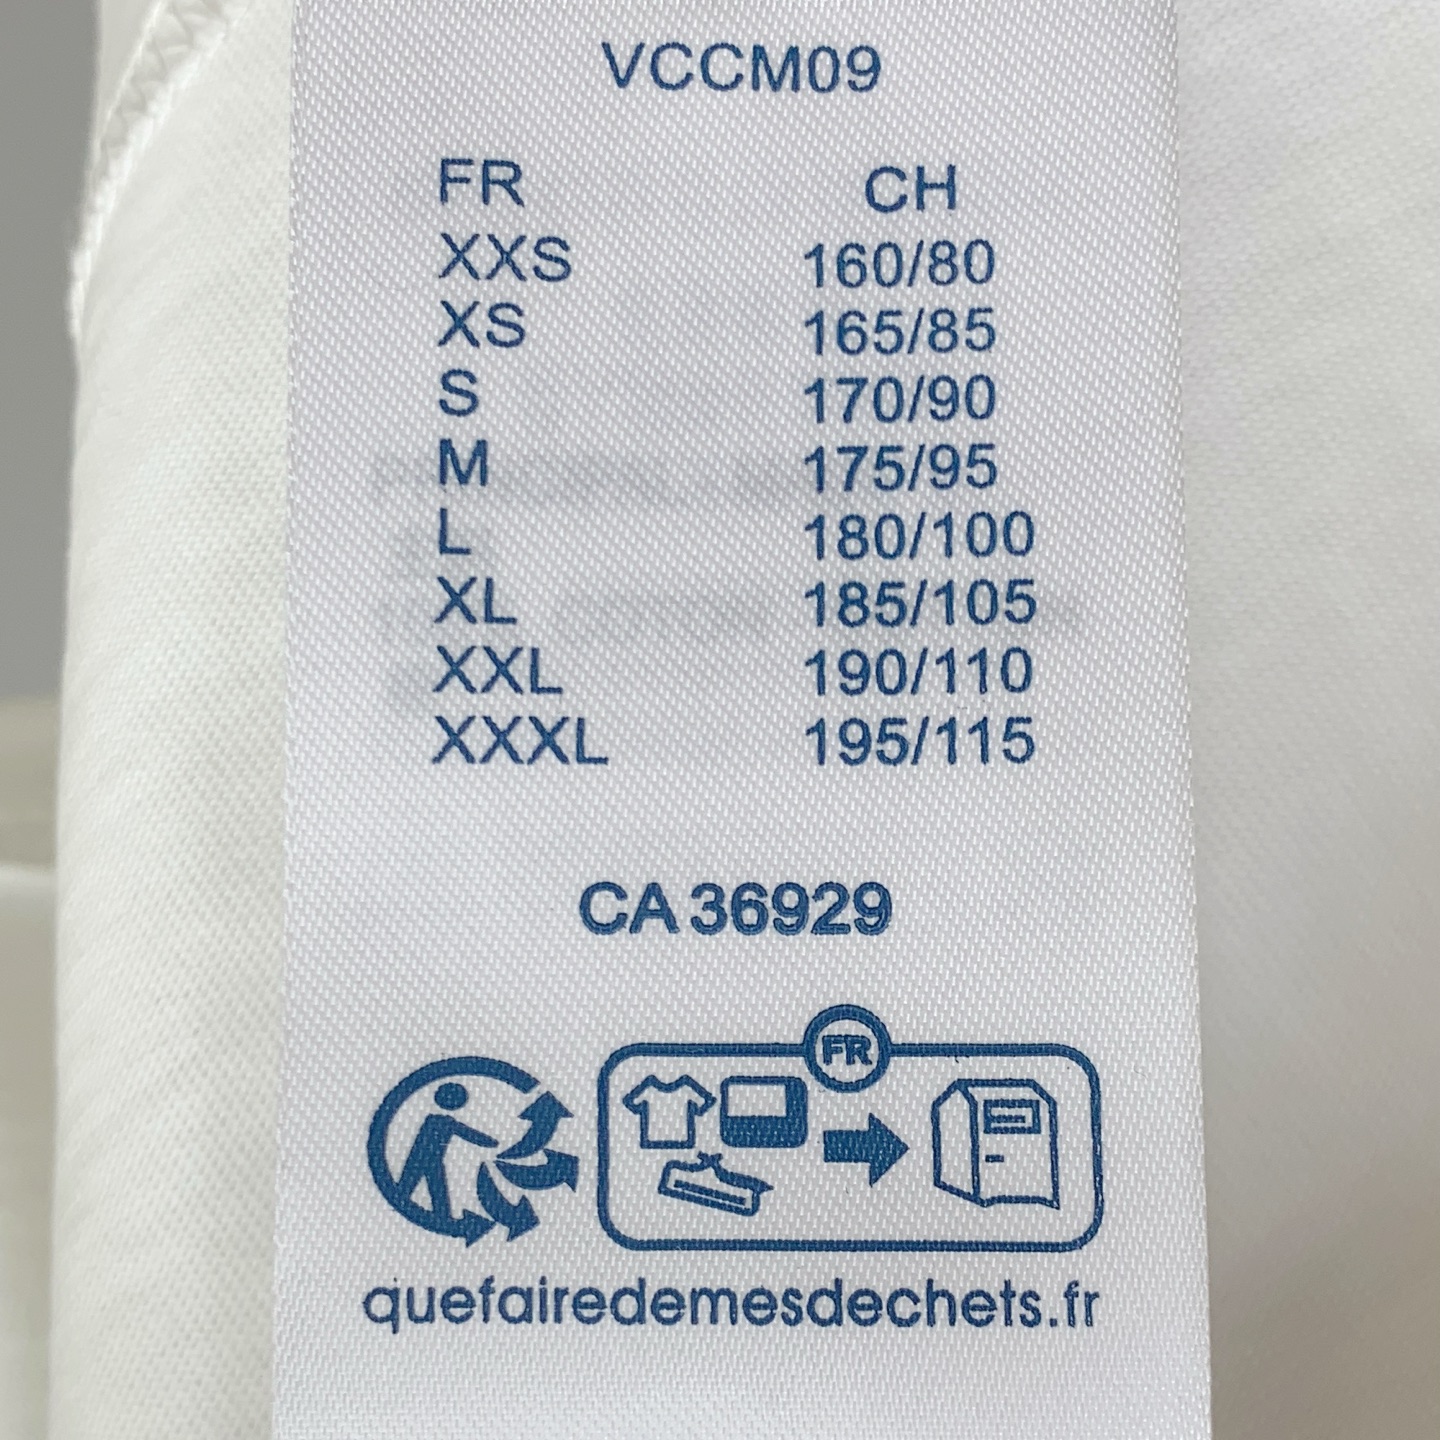 VCCM09
FR CH
XXS 160/80
XS 165/85
S 170/90
M 175/95
L 180/100
XL 185/105
XXL 190/110
XXXL 195/115
CA 36929
FR
quefairedemesdechets.fr